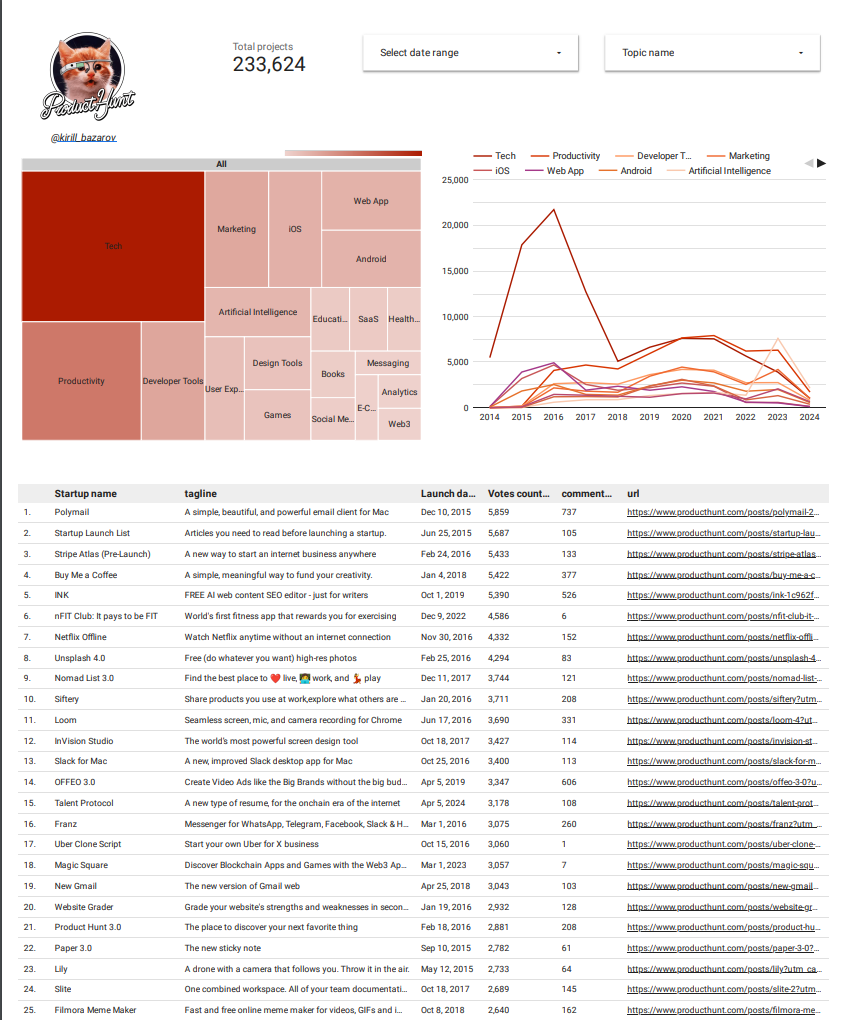 Total projects
233,624
Select date range
Topic name
ProductHunt
@kirill_bazarov
All
Tech
Marketing
iOS
Web App
Android
Artificial Intelligence
Educati...
SaaS
Health...
Productivity
Developer Tools
User Exp...
Design Tools
Games
Books
Social Me...
Messaging
E-C...
Analytics
Web3
Tech Productivity Developer T... Marketing
iOS Web App Android Artificial Intelligence
25,000
20,000
15,000
10,000
5,000
0
2014 2015 2016 2017 2018 2019 2020 2021 2022 2023 2024
Startup name tagline Launch da... Votes count... comment... url
1. Polymail A simple, beautiful, and powerful email client for Mac Dec 10, 2015 5,859 737 https://www.producthunt.com/posts/polymail-2...
2. Startup Launch List Articles you need to read before launching a startup. Jun 25, 2015 5,687 105 https://www.producthunt.com/posts/startup-lau...
3. Stripe Atlas (Pre-Launch) A new way to start an internet business anywhere Feb 24, 2016 5,433 133 https://www.producthunt.com/posts/stripe-atlas...
4. Buy Me a Coffee A simple, meaningful way to fund your creativity. Jan 4, 2018 5,422 377 https://www.producthunt.com/posts/buy-me-a-c...
5. INK FREE AI web content SEO editor - just for writers Oct 1, 2019 5,390 526 https://www.producthunt.com/posts/ink-1c962f...
6. nFIT Club: It pays to be FIT World's first fitness app that rewards you for exercising Dec 9, 2022 4,586 6 https://www.producthunt.com/posts/nfit-club-it-...
7. Netflix Offline Watch Netflix anytime without an internet connection Nov 30, 2016 4,332 152 https://www.producthunt.com/posts/netflix-offli...
8. Unsplash 4.0 Free (do whatever you want) high-res photos Feb 25, 2016 4,294 83 https://www.producthunt.com/posts/unsplash-4...
9. Nomad List 3.0 Find the best place to ❤️ live, 👩‍💻 work, and 💃 play Dec 11, 2017 3,744 121 https://www.producthunt.com/posts/nomad-list-...
10. Siftery Share products you use at work,explore what others are ... Jan 20, 2016 3,711 208 https://www.producthunt.com/posts/siftery?utm...
11. Loom Seamless screen, mic, and camera recording for Chrome Jun 17, 2016 3,690 331 https://www.producthunt.com/posts/loom-4?ut...
12. InVision Studio The world's most powerful screen design tool Oct 18, 2017 3,427 114 https://www.producthunt.com/posts/invision-st...
13. Slack for Mac A new, improved Slack desktop app for Mac Oct 25, 2016 3,400 113 https://www.producthunt.com/posts/slack-for-m...
14. OFFEO 3.0 Create Video Ads like the Big Brands without the big bud... Apr 5, 2019 3,347 606 https://www.producthunt.com/posts/offeo-3-0?u...
15. Talent Protocol A new type of resume, for the onchain era of the internet Apr 5, 2024 3,178 108 https://www.producthunt.com/posts/talent-prot...
16. Franz Messenger for WhatsApp, Telegram, Facebook, Slack & H... Mar 1, 2016 3,075 260 https://www.producthunt.com/posts/franz?utm_...
17. Uber Clone Script Start your own Uber for X business Oct 15, 2016 3,060 1 https://www.producthunt.com/posts/uber-clone-...
18. Magic Square Discover Blockchain Apps and Games with the Web3 Ap... Mar 1, 2023 3,057 7 https://www.producthunt.com/posts/magic-squ...
19. New Gmail The new version of Gmail web Apr 25, 2018 3,043 103 https://www.producthunt.com/posts/new-gmail...
20. Website Grader Grade your website's strengths and weaknesses in secon... Jan 19, 2016 2,932 128 https://www.producthunt.com/posts/website-gr...
21. Product Hunt 3.0 The place to discover your next favorite thing Feb 18, 2016 2,881 208 https://www.producthunt.com/posts/product-hu...
22. Paper 3.0 The new sticky note Sep 10, 2015 2,782 61 https://www.producthunt.com/posts/paper-3-0?...
23. Lily A drone with a camera that follows you. Throw it in the air. May 12, 2015 2,733 64 https://www.producthunt.com/posts/lily?utm_ca...
24. Slite One combined workspace. All of your team documentati... Oct 18, 2017 2,689 145 https://www.producthunt.com/posts/slite-2?utm...
25. Filmora Meme Maker Fast and free online meme maker for videos, GIFs and i... Oct 8, 2018 2,640 162 https://www.producthunt.com/posts/filmora-me...